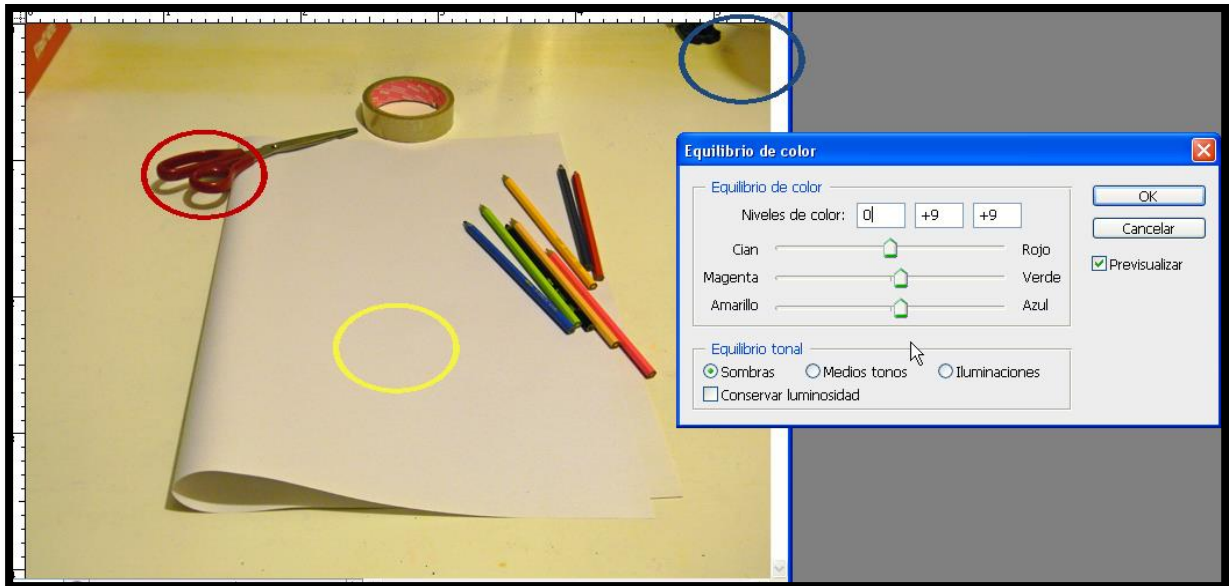 Equilibrio de color
Equilibrio de color
OK
Niveles de color: 0 +9 +9
Cancelar
Cian Rojo
Previsualizar
Magenta Verde
Amarillo Azul
Equilibrio tonal
Sombras Medios tonos Iluminaciones
Conservar luminosidad